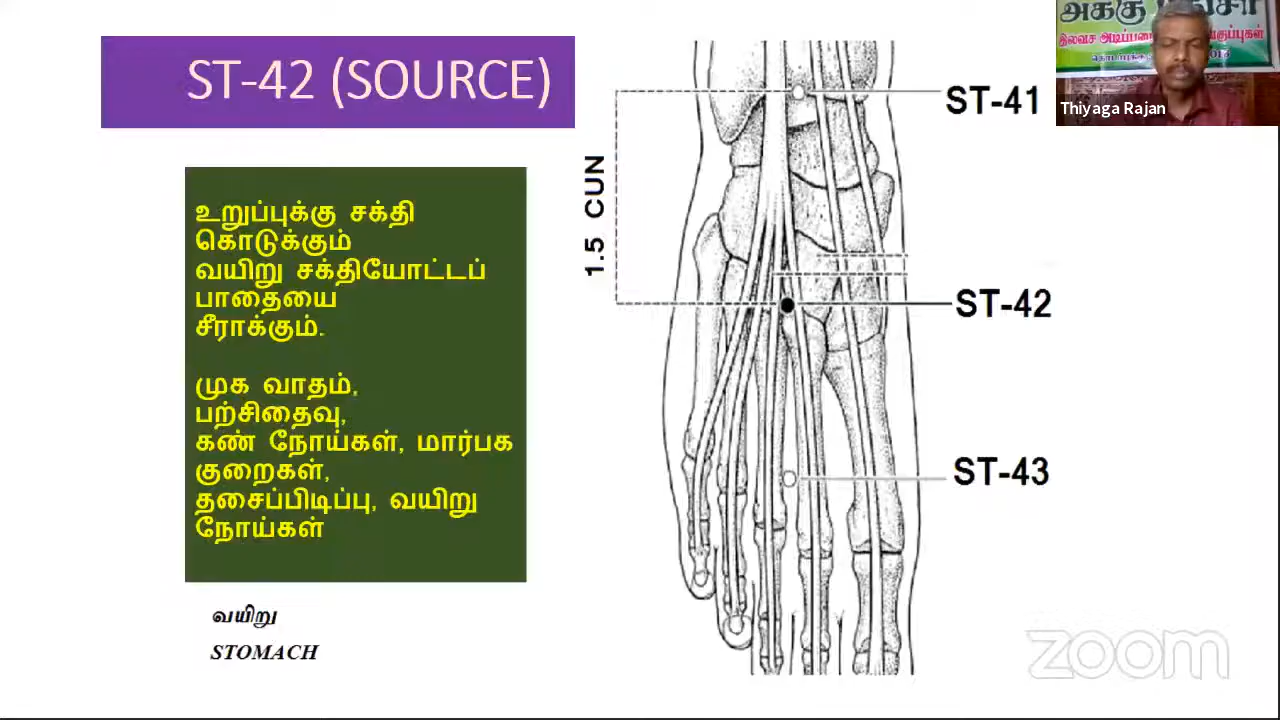 ST-42 (SOURCE)
உறுப்புக்கு சக்தி
கொடுக்கும்
வயிறு சக்தியோட்டப்
பாதையை
சீராக்கும்.
முக வாதம்,
பற்சிதைவு,
கண் நோய்கள், மார்பக
குறைகள்,
தசைப்பிடிப்பு, வயிறு
நோய்கள்
வயிறு
STOMACH
1.5 CUN
ST-41
ST-42
ST-43
Thiyaga Rajan
zoom